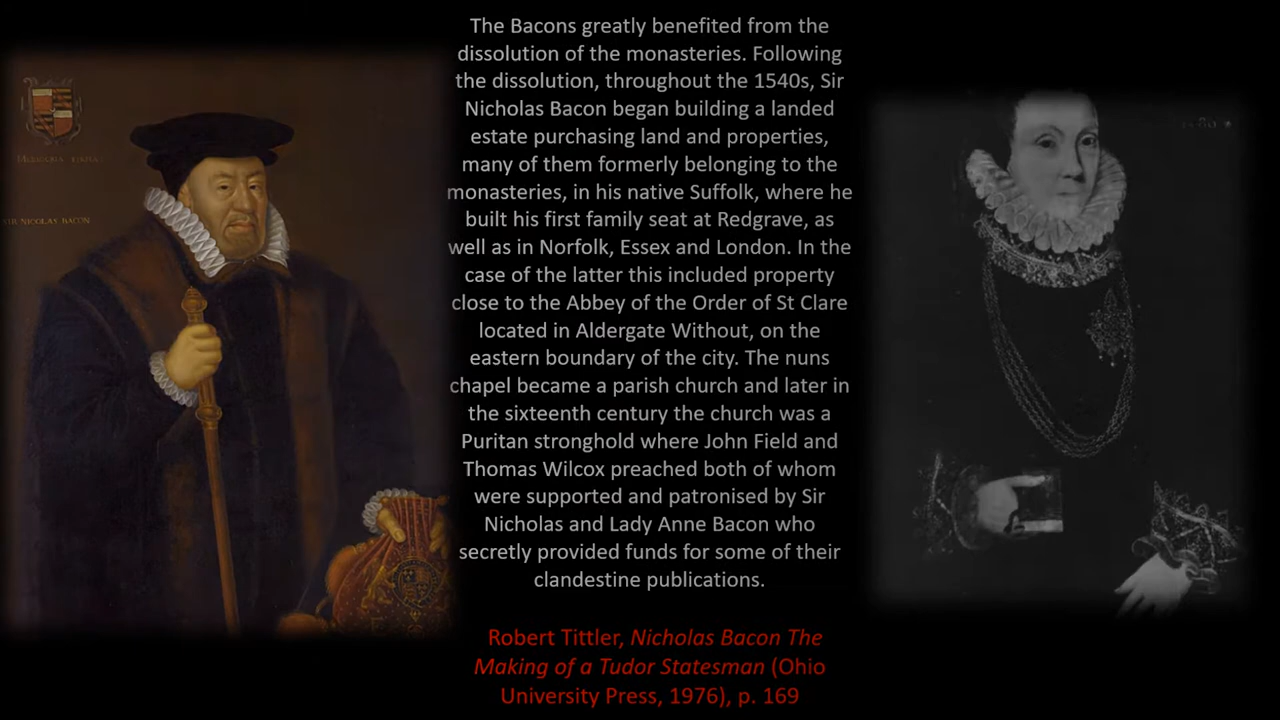 The Bacons greatly benefited from the
dissolution of the monasteries. Following
the dissolution, throughout the 1540s, Sir
Nicholas Bacon began building a landed
estate purchasing land and properties,
many of them formerly belonging to the
monasteries, in his native Suffolk, where he
built his first family seat at Redgrave, as
well as in Norfolk, Essex and London. In the
case of the latter this included property
close to the Abbey of the Order of St Clare
located in Aldergate Without, on the
eastern boundary of the city. The nuns
chapel became a parish church and later in
the sixteenth century the church was a
Puritan stronghold where John Field and
Thomas Wilcox preached both of whom
were supported and patronised by Sir
Nicholas and Lady Anne Bacon who
secretly provided funds for some of their
clandestine publications.
Robert Tittler, Nicholas Bacon The
Making of a Tudor Statesman (Ohio
University Press, 1976), p. 169
SIR NICOLAS BACON